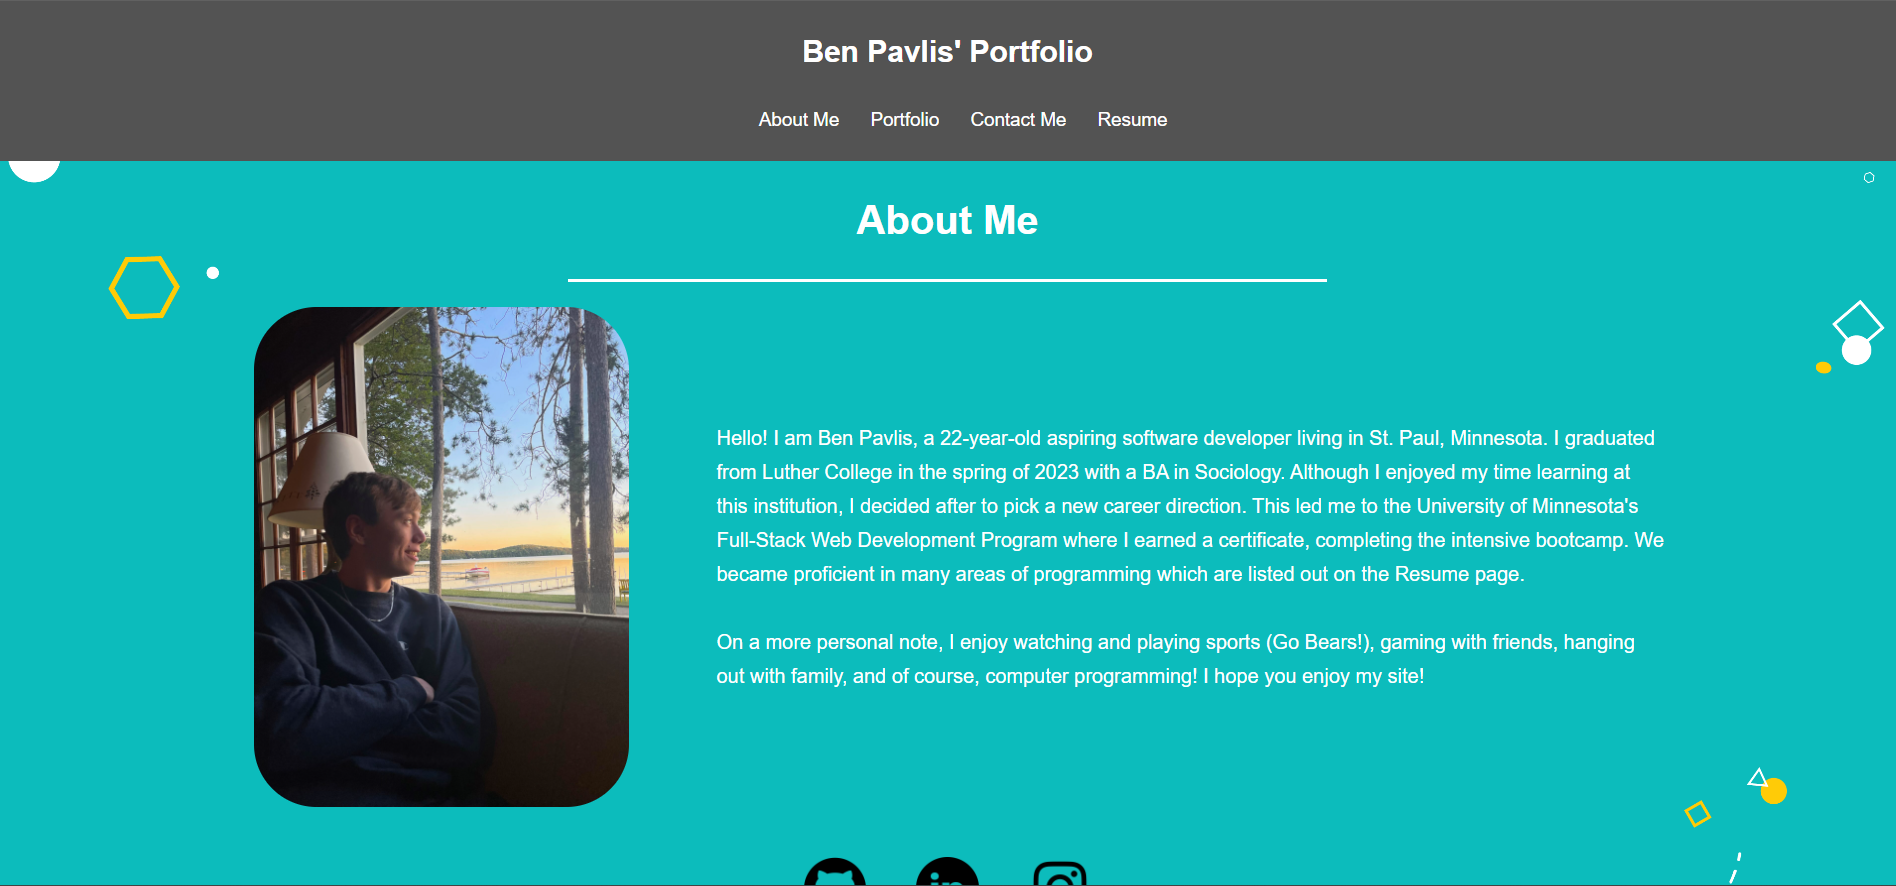 Ben Pavlis' Portfolio
About Me Portfolio Contact Me Resume
About Me
Hello! I am Ben Pavlis, a 22-year-old aspiring software developer living in St. Paul, Minnesota. I graduated
from Luther College in the spring of 2023 with a BA in Sociology. Although I enjoyed my time learning at
this institution, I decided after to pick a new career direction. This led me to the University of Minnesota's
Full-Stack Web Development Program where I earned a certificate, completing the intensive bootcamp. We
became proficient in many areas of programming which are listed out on the Resume page.
On a more personal note, I enjoy watching and playing sports (Go Bears!), gaming with friends, hanging
out with family, and of course, computer programming! I hope you enjoy my site!
in